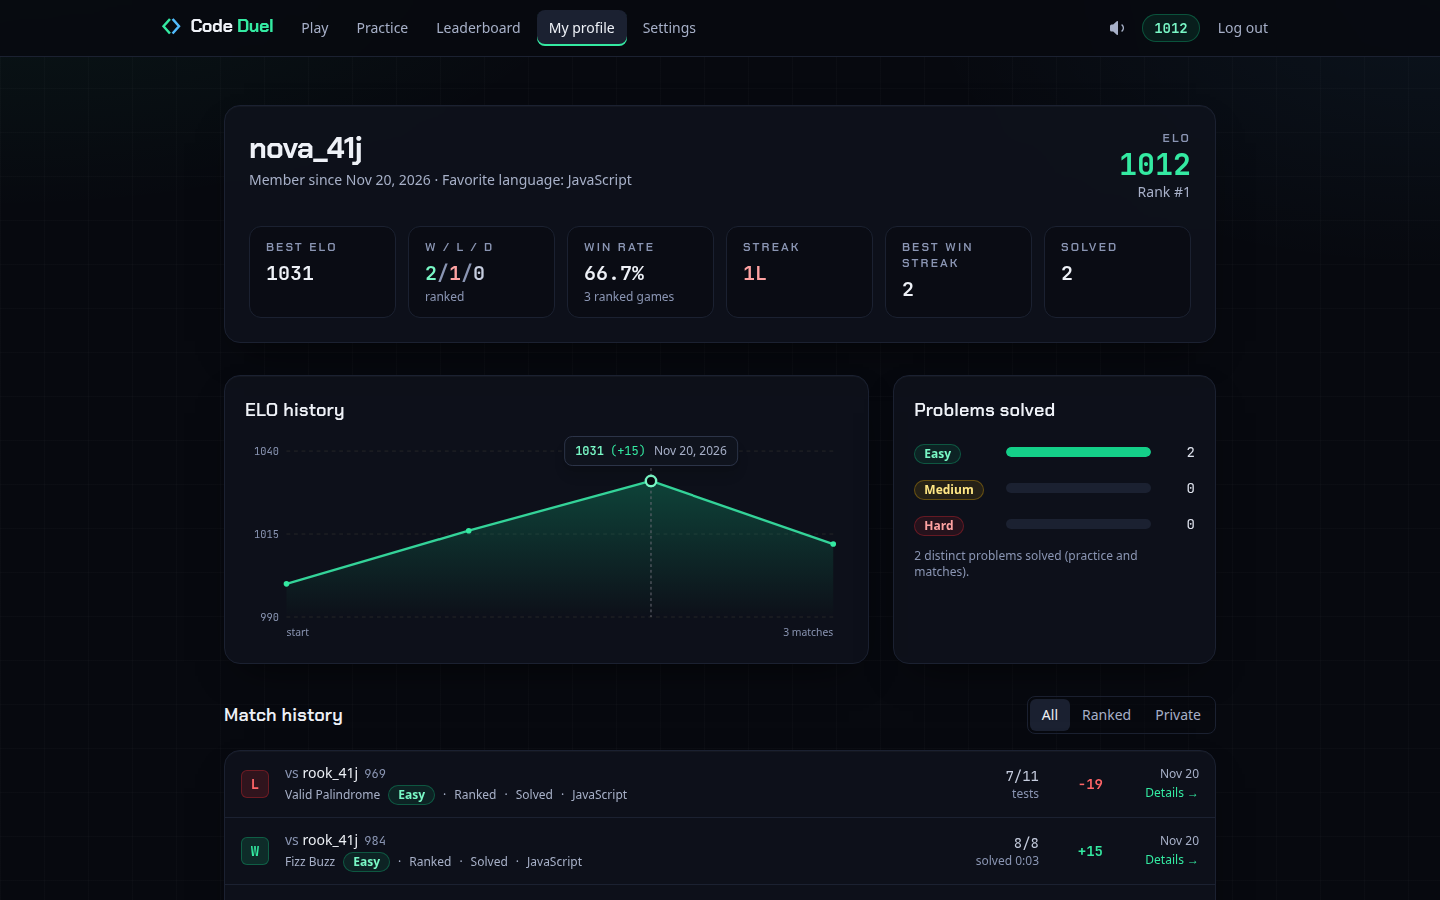 Code Duel Play Practice Leaderboard My profile Settings 1012 Log out
nova_41j
Member since Nov 20, 2026 · Favorite language: JavaScript
ELO
1012
Rank #1
BEST ELO
1031
W / L / D
2/1/0
ranked
WIN RATE
66.7%
3 ranked games
STREAK
1L
BEST WIN
STREAK
2
SOLVED
2
ELO history
1031 (+15) Nov 20, 2026
1040
1015
990
start 3 matches
Problems solved
Easy 2
Medium 0
Hard 0
2 distinct problems solved (practice and
matches).
Match history
All Ranked Private
L
vs rook_41j 969
Valid Palindrome Easy · Ranked · Solved · JavaScript
7/11
tests
-19
Nov 20
Details →
W
vs rook_41j 984
Fizz Buzz Easy · Ranked · Solved · JavaScript
8/8
solved 0:03
+15
Nov 20
Details →